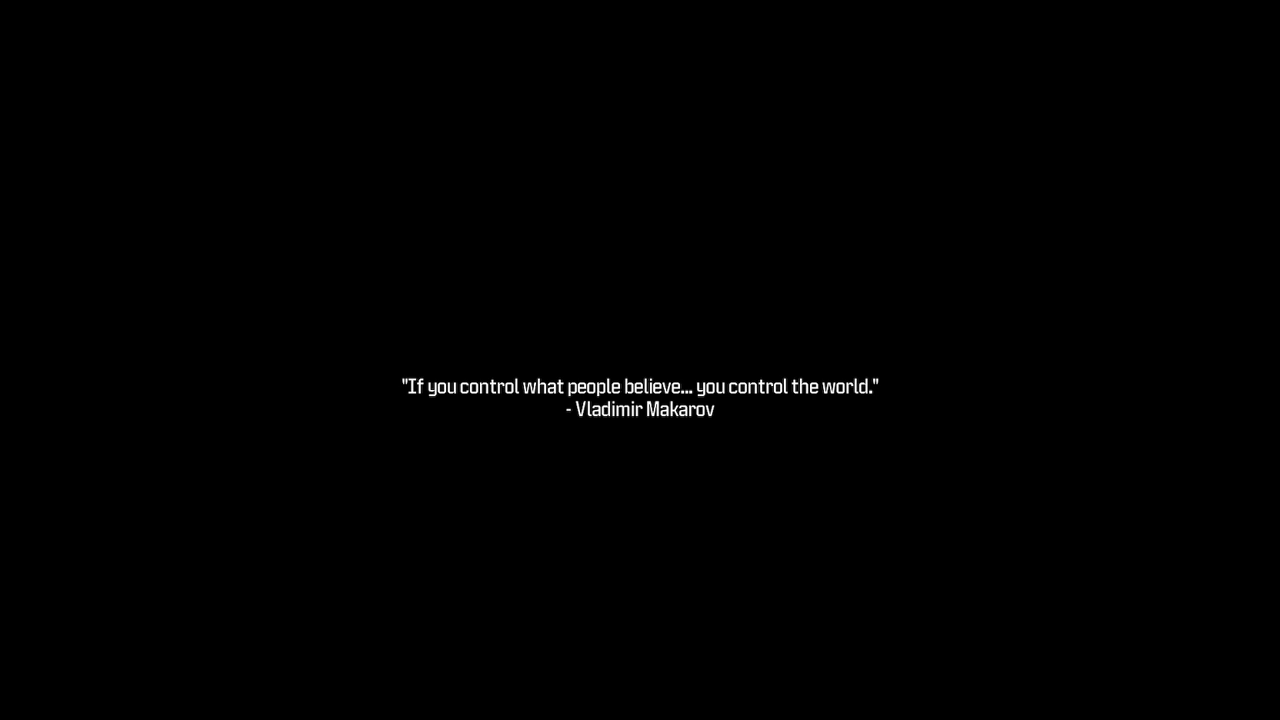 "If you control what people believe... you control the world."
- Vladimir Makarov